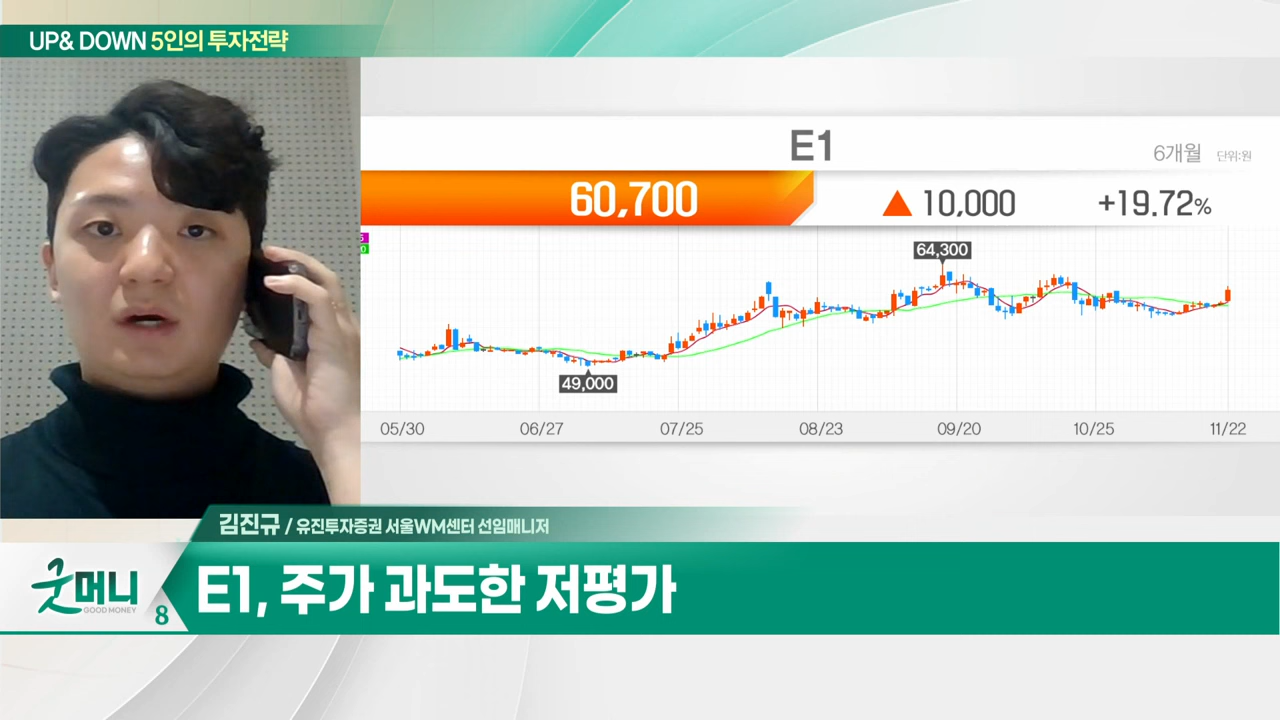 UP& DOWN 5인의 투자전략
E1
6개월 단위:원
60,700 ▲ 10,000 +19.72%
64,300
49,000
05/30 06/27 07/25 08/23 09/20 10/25 11/22
김진규 / 유진투자증권 서울WM센터 선임매니저
굿머니
GOOD MONEY
8
E1, 주가 과도한 저평가